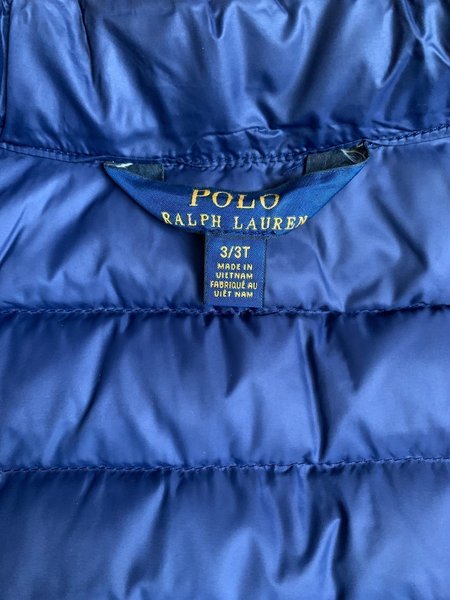 POLO
RALPH LAUREN
3/3T
MADE IN
VIETNAM
FABRIQUÉ AU
VIÊT NAM